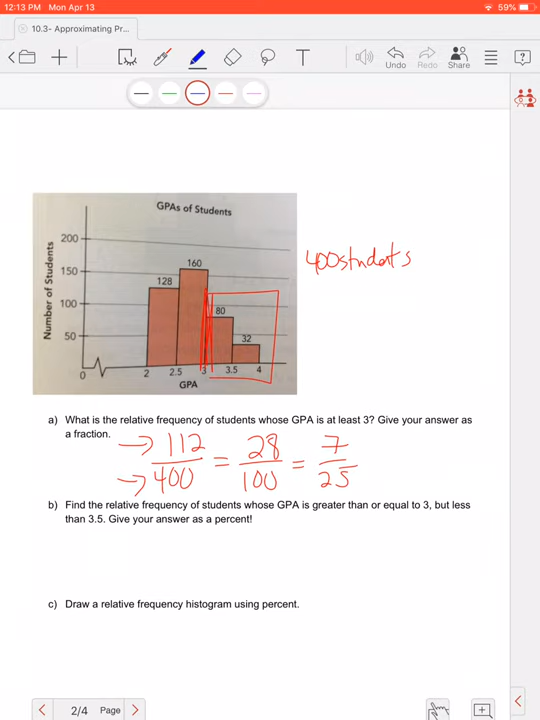 12:13 PM Mon Apr 13
59%
10.3- Approximating Pr...
T
Undo
Redo
Share
?
GPAs of Students
Number of Students
200
150
100
50
0
128
160
80
32
2
2.5
3
3.5
4
GPA
400 students
a) What is the relative frequency of students whose GPA is at least 3? Give your answer as
a fraction.
→ 112/400 = 28/100 = 7/25
b) Find the relative frequency of students whose GPA is greater than or equal to 3, but less
than 3.5. Give your answer as a percent!
c) Draw a relative frequency histogram using percent.
2/4 Page